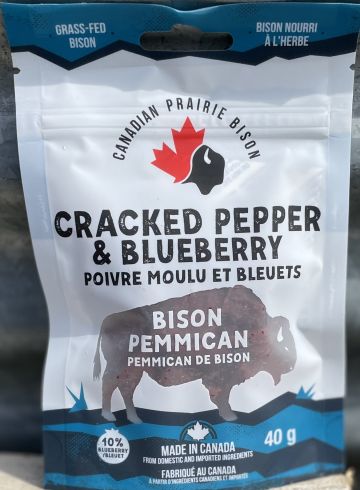 GRASS-FED
BISON
BISON NOURRI
À L'HERBE
CANADIAN PRAIRIE BISON
CRACKED PEPPER
& BLUEBERRY
POIVRE MOULU ET BLEUETS
BISON
PEMMICAN
PEMMICAN DE BISON
10%
BLUEBERRY
/BLEUET
MADE IN CANADA
FROM DOMESTIC AND IMPORTED INGREDIENTS
40 g
FABRIQUÉ AU CANADA
À PARTIR D'INGRÉDIENTS CANADIENS ET IMPORTÉS